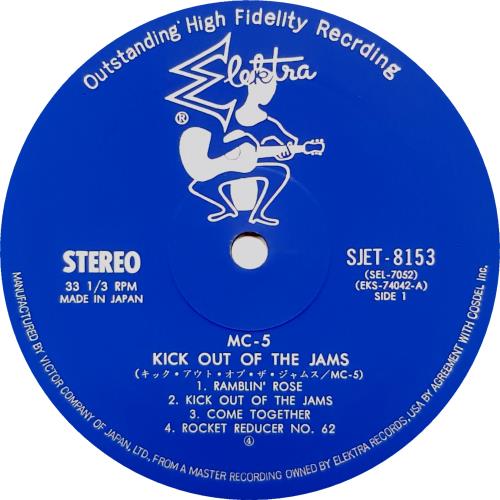 Outstanding High Fidelity Recrding
Elektra
®
STEREO
33 1/3 RPM
MADE IN JAPAN
SJET-8153
(SEL-7052)
(EKS-74042-A)
SIDE 1
MC-5
KICK OUT OF THE JAMS
(キック・アウト・オブ・ザ・ジャムス/MC-5)
1. RAMBLIN' ROSE
2. KICK OUT OF THE JAMS
3. COME TOGETHER
4. ROCKET REDUCER NO. 62
④
MANUFACTURED BY VICTOR COMPANY OF JAPAN, LTD., FROM A MASTER RECORDING OWNED BY ELEKTRA RECORDS, USA BY AGREEMENT WITH COSDEL Inc.